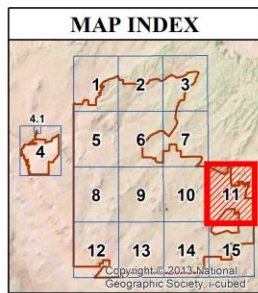 MAP INDEX
1 2 3
4.1
4 5 6 7
8 9 10 11
12 13 14 15
Copyright © 2013 National
Geographic Society, i-cubed